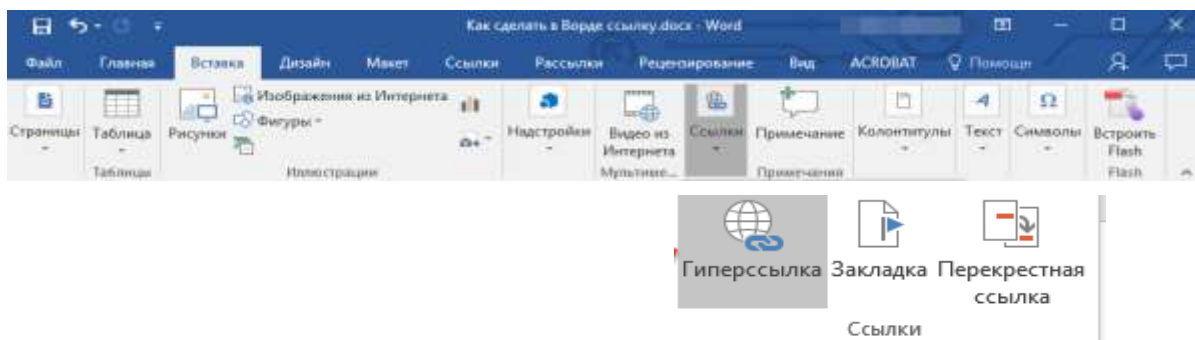 Как сделать в Ворде ссылку.docx - Word
Файл Главная Вставка Дизайн Макет Ссылки Рассылки Рецензирование Вид ACROBAT Помощи
Изображения из Интернета
Фигуры
Страницы Таблица Рисунки Надстройки Видео из Интернета Ссылки Примечание Колонтитулы Текст Символы Встроить Flash
Таблицы Иллюстрации Мультиме... Примечания Flash
Гиперссылка Закладка Перекрестная
ссылка
Ссылки